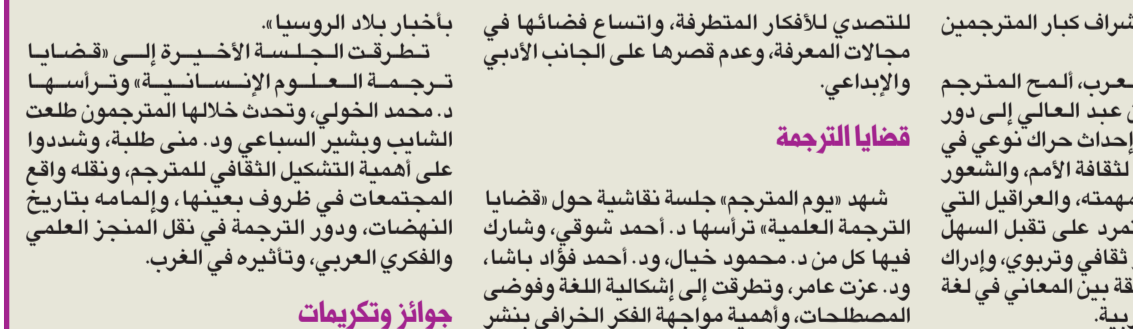 شراف كبار المترجمين
ألمح المترجم
عبد العالي إلى دور
إحداث حراك نوعي في
لثقافة الأمم، والشعور
والعراقيل التي
على تقبل السهل
ثقافي وتربوي، وإدراك
بين المعاني في لغة
للتصدي للأفكار المتطرفة، واتساع فضائها في
مجالات المعرفة، وعدم قصرها على الجانب الأدبي
والإبداعي.
قضايا الترجمة
شهد «يوم المترجم» جلسة نقاشية حول «قضايا
الترجمة العلمية» ترأسها د. أحمد شوقي، وشارك
فيها كل من د. محمود خيال، ود. أحمد فؤاد باشا،
ود. عزت عامر، وتطرقت إلى إشكالية اللغة وفوضى
المصطلحات، وأهمية مواجهة الفكر الخرافي بنشر
بأخبار بلاد الروسيا».
تطرقت الجلسة الأخيرة إلى «قضايا
ترجمة العلوم الإنسانية» وترأسها
د. محمد الخولي، وتحدث خلالها المترجمون طلعت
الشايب وبشير السباعي ود. منى طلبة، وشددوا
على أهمية التشكيل الثقافي للمترجم، ونقله واقع
المجتمعات في ظروف بعينها، وإلمامه بتاريخ
النهضات، ودور الترجمة في نقل المنجز العلمي
والفكري العربي، وتأثيره في الغرب.
جوائز وتكريمات